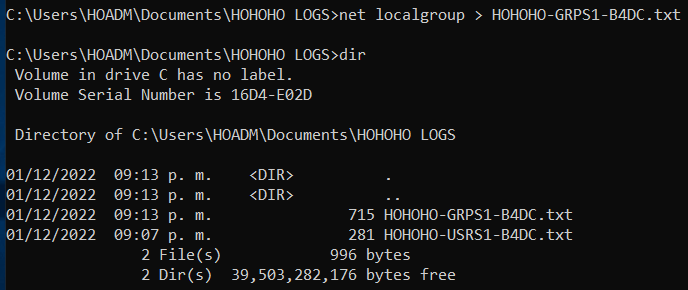 C:\Users\HOADM\Documents\HOHOHO LOGS>net localgroup > HOHOHO-GRPS1-B4DC.txt
C:\Users\HOADM\Documents\HOHOHO LOGS>dir
Volume in drive C has no label.
Volume Serial Number is 16D4-E02D
Directory of C:\Users\HOADM\Documents\HOHOHO LOGS
01/12/2022  09:13 p. m.    <DIR>          .
01/12/2022  09:13 p. m.    <DIR>          ..
01/12/2022  09:13 p. m.               715 HOHOHO-GRPS1-B4DC.txt
01/12/2022  09:07 p. m.               281 HOHOHO-USRS1-B4DC.txt
2 File(s)            996 bytes
2 Dir(s)  39,503,282,176 bytes free